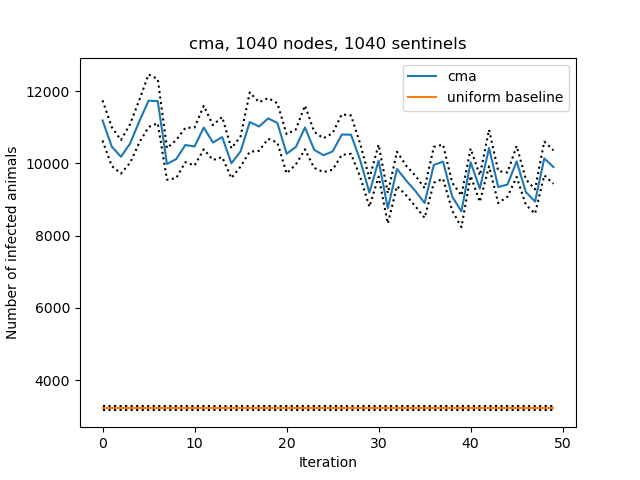 cma, 1040 nodes, 1040 sentinels
cma
uniform baseline
Number of infected animals
12000
10000
8000
6000
4000
0
10
20
30
40
50
Iteration